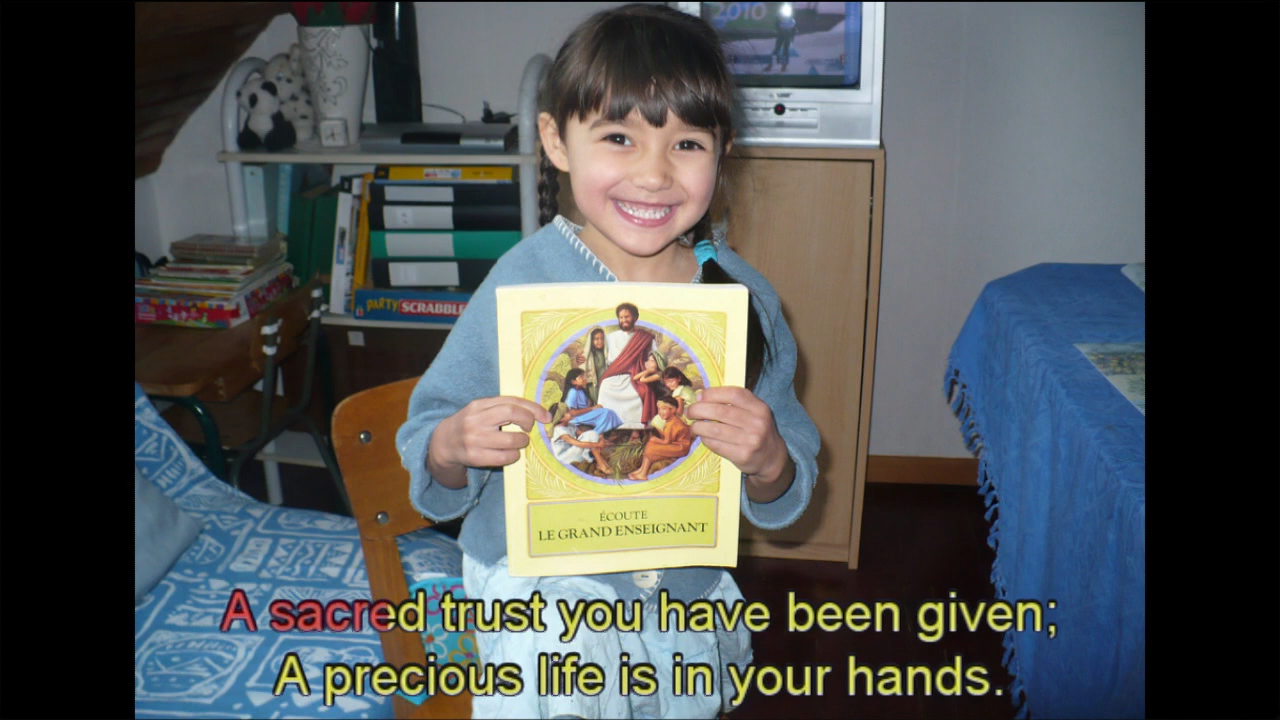 2010
PARTY SCRABBLE
ÉCOUTE
LE GRAND ENSEIGNANT
A sacred trust you have been given;
A precious life is in your hands.